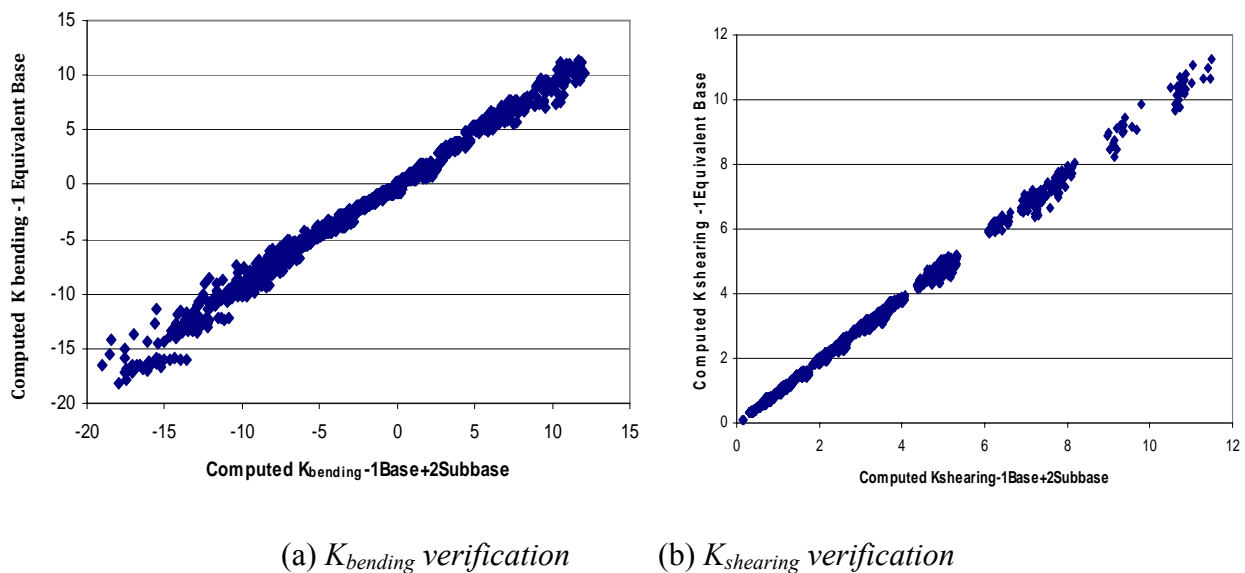 15
10
5
0
-5
-10
-15
-20
-20 -15 -10 -5 0 5 10 15
Computed K bending -1 Equivalent Base
Computed Kbending -1Base+2Subbase
12
10
8
6
4
2
0
0 2 4 6 8 10 12
Computed K shearing -1Equivalent Base
Computed Kshearing-1Base+2Subbase
(a) Kbending verification (b) Kshearing verification